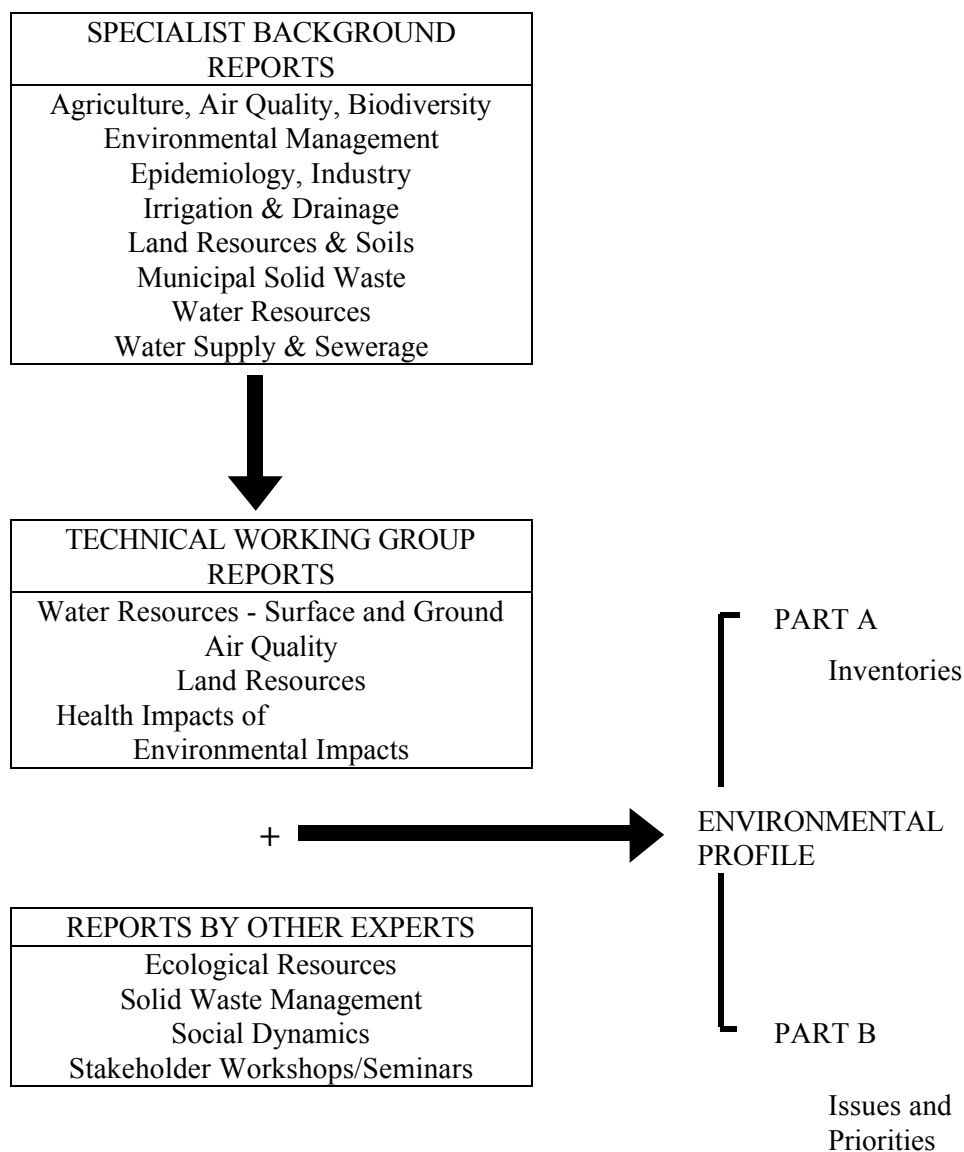 SPECIALIST BACKGROUND
REPORTS
Agriculture, Air Quality, Biodiversity
Environmental Management
Epidemiology, Industry
Irrigation & Drainage
Land Resources & Soils
Municipal Solid Waste
Water Resources
Water Supply & Sewerage
TECHNICAL WORKING GROUP
REPORTS
Water Resources - Surface and Ground
Air Quality
Land Resources
Health Impacts of
Environmental Impacts
+
REPORTS BY OTHER EXPERTS
Ecological Resources
Solid Waste Management
Social Dynamics
Stakeholder Workshops/Seminars
PART A
Inventories
ENVIRONMENTAL
PROFILE
PART B
Issues and
Priorities